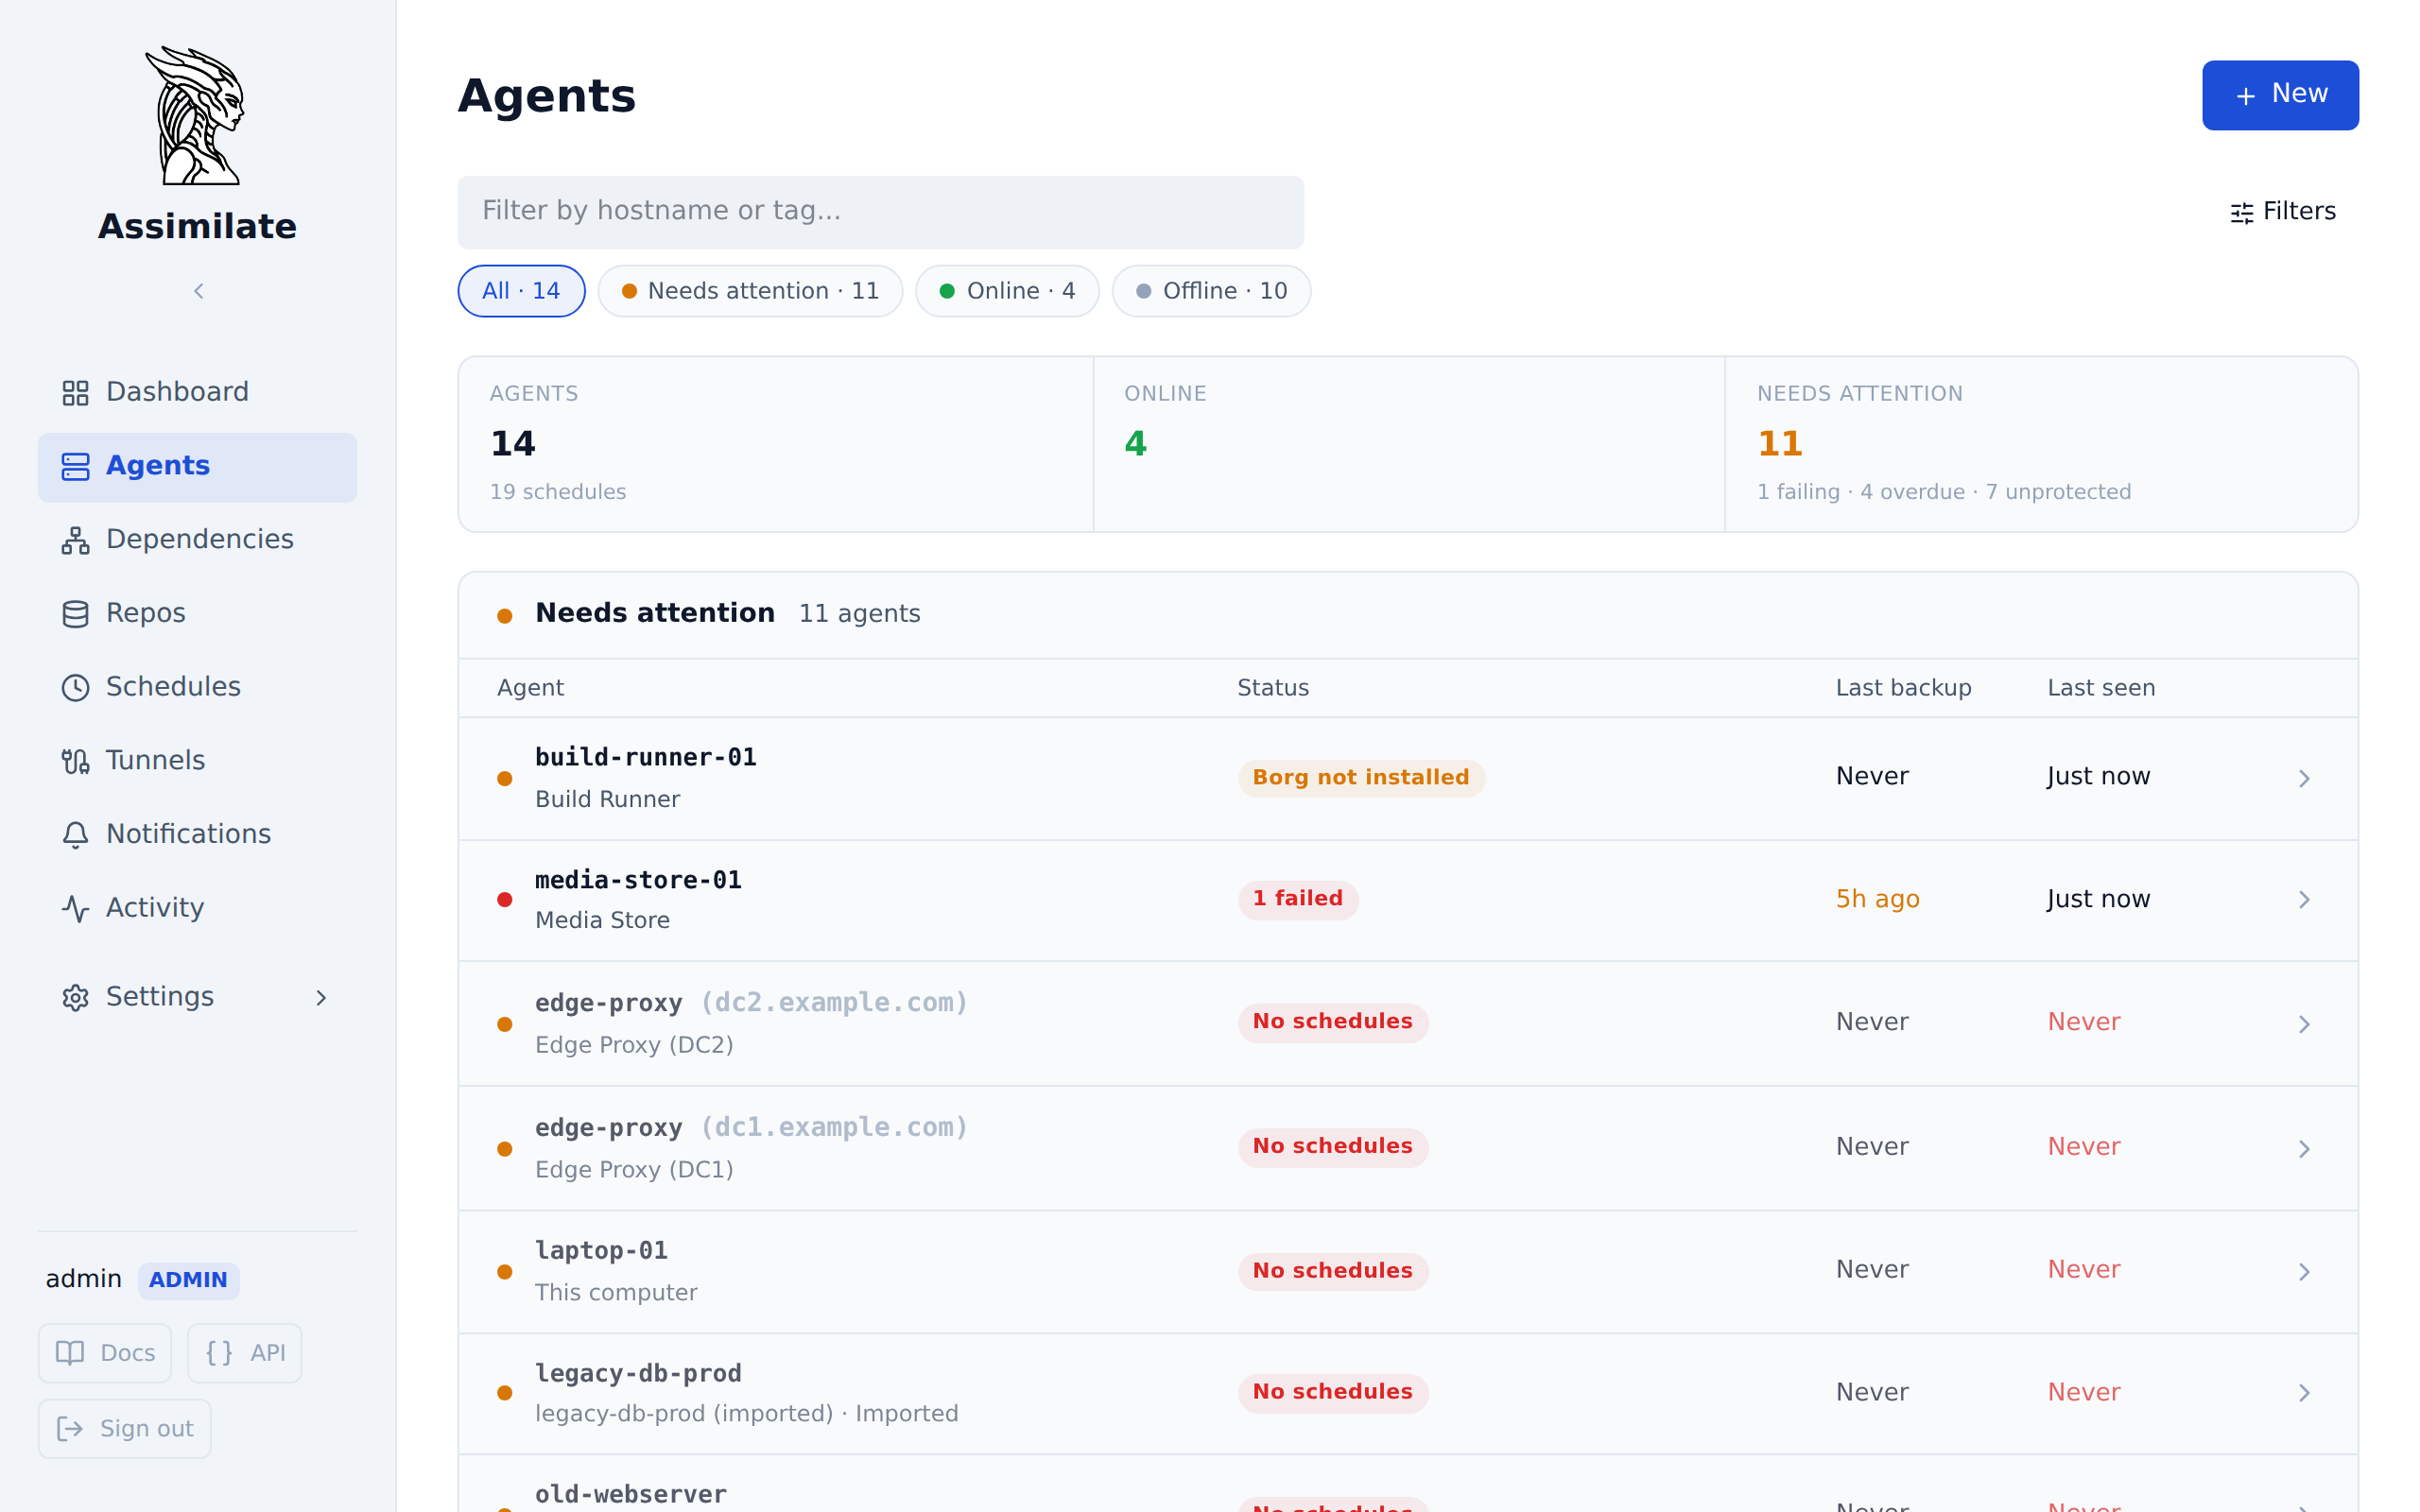 Assimilate
Dashboard
Agents
Dependencies
Repos
Schedules
Tunnels
Notifications
Activity
Settings
admin ADMIN
Docs API
Sign out
Agents
+ New
Filter by hostname or tag...
Filters
All · 14 Needs attention · 11 Online · 4 Offline · 10
AGENTS
14
19 schedules
ONLINE
4
NEEDS ATTENTION
11
1 failing · 4 overdue · 7 unprotected
Needs attention 11 agents
Agent Status Last backup Last seen
build-runner-01
Build Runner
Borg not installed Never Just now
media-store-01
Media Store
1 failed 5h ago Just now
edge-proxy (dc2.example.com)
Edge Proxy (DC2)
No schedules Never Never
edge-proxy (dc1.example.com)
Edge Proxy (DC1)
No schedules Never Never
laptop-01
This computer
No schedules Never Never
legacy-db-prod
legacy-db-prod (imported) · Imported
No schedules Never Never
old-webserver
No schedules Never Never